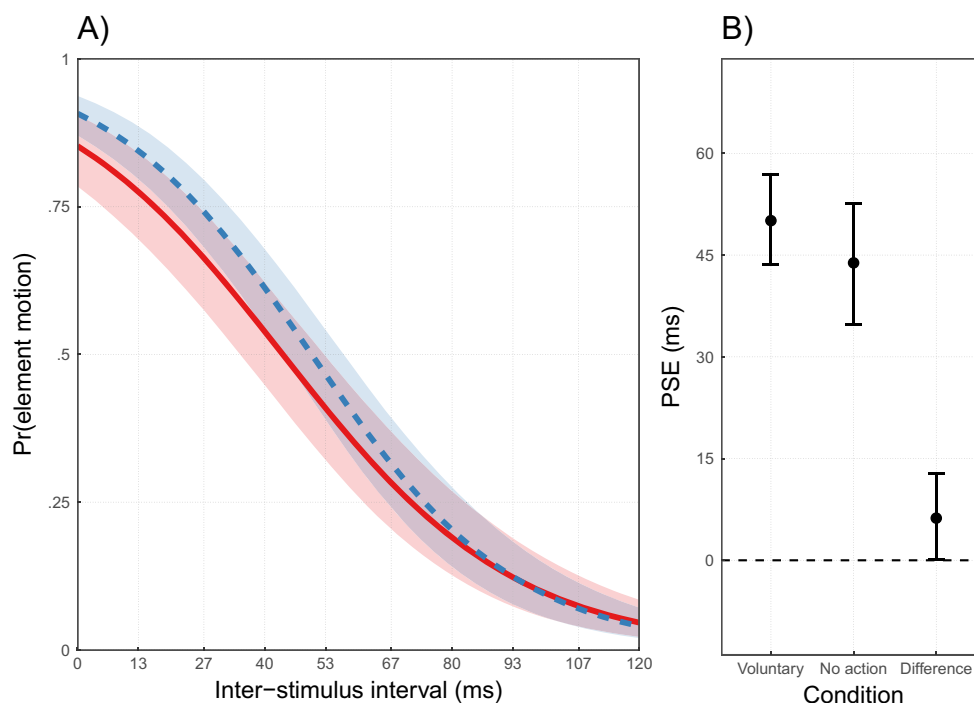 A)
Pr(element motion)
1
.75
.5
.25
0
0 13 27 40 53 67 80 93 107 120
Inter−stimulus interval (ms)
B)
PSE (ms)
60
45
30
15
0
Voluntary No action Difference
Condition